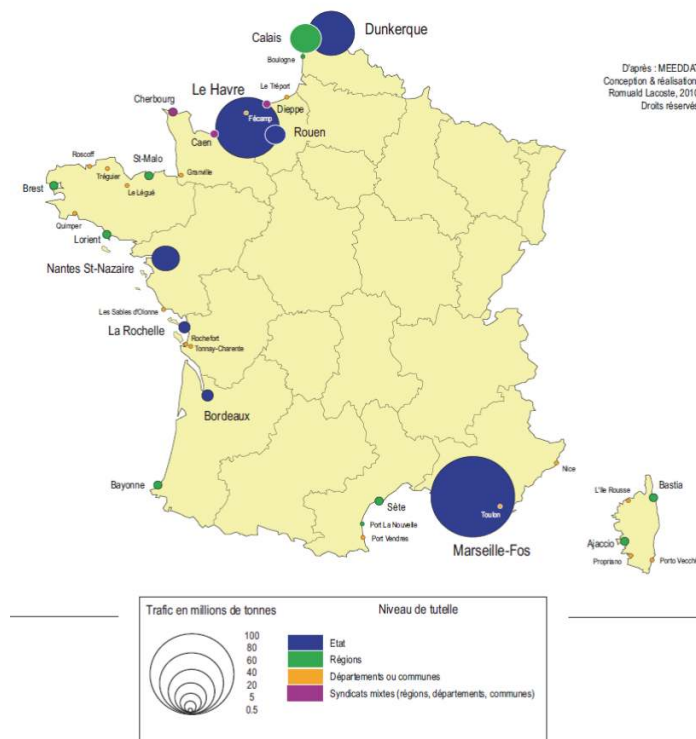 Dunkerque
Calais
Boulogne
D'après : MEEDDAT
Conception & réalisation
Romuald Lacoste, 2010
Droits réservés
Le Havre
Le Tréport
Cherbourg
Dieppe
Fécamp
Rouen
Caen
Roscoff
St-Malo
Tréguier
Granville
Brest
Le Légué
Quimper
Lorient
Nantes St-Nazaire
Les Sables d'Olonne
La Rochelle
Rochefort
Tonnay-Charente
Bordeaux
Nice
Bayonne
Sète
Toulon
L'Ile Rousse
Bastia
Port La Nouvelle
Port Vendres
Marseille-Fos
Ajaccio
Propriano
Porto Vecchio
Trafic en millions de tonnes
Niveau de tutelle
100
80
60
40
20
5
0.5
Etat
Régions
Départements ou communes
Syndicats mixtes (régions, départements, communes)